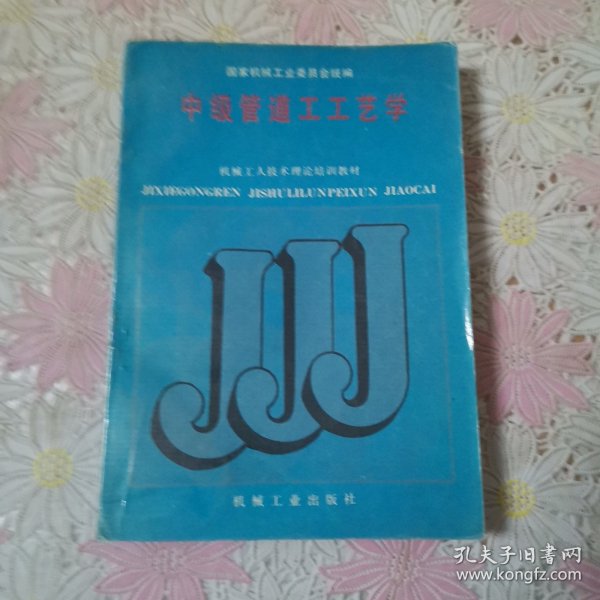 国家机械工业委员会统编
中级管道工工艺学
机械工人技术理论培训教材
JIXIEGONGREN JISHULILUNPEIXUN JIAOCAI
JJJ
机械工业出版社
孔夫子旧书网
www.kongfz.com